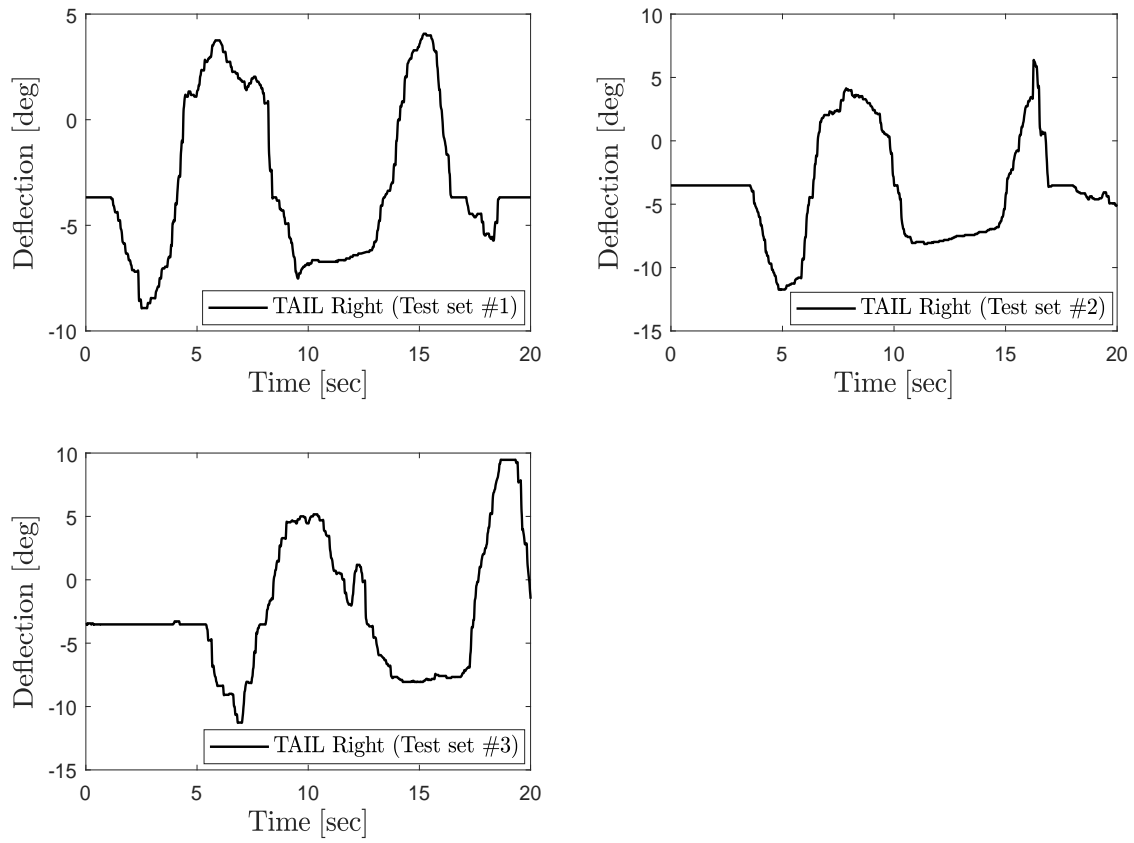 5
0
-5
-10
Deflection [deg]
TAIL Right (Test set #1)
0 5 10 15 20
Time [sec]
10
5
0
-5
-10
-15
Deflection [deg]
TAIL Right (Test set #2)
0 5 10 15 20
Time [sec]
10
5
0
-5
-10
-15
Deflection [deg]
TAIL Right (Test set #3)
0 5 10 15 20
Time [sec]